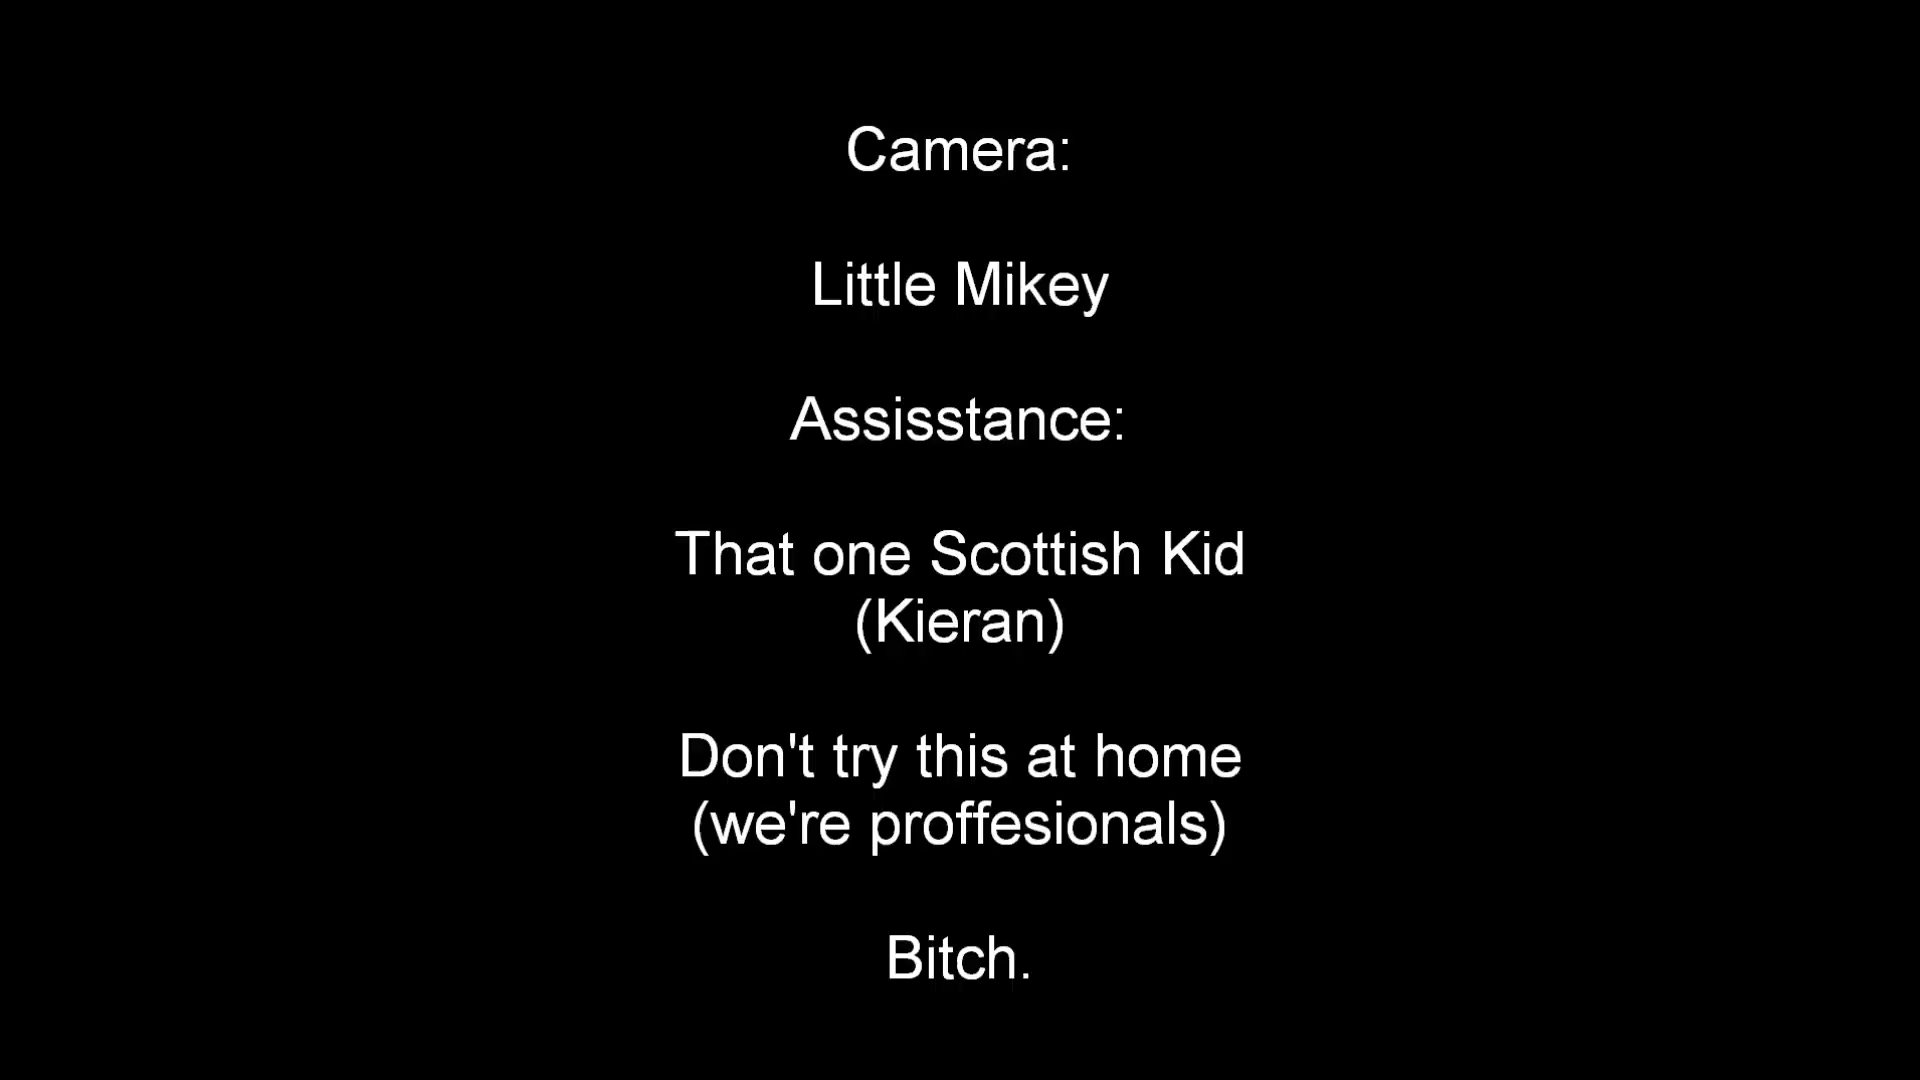 Camera:
Little Mikey
Assisstance:
That one Scottish Kid
(Kieran)
Don't try this at home
(we're proffesionals)
Bitch.